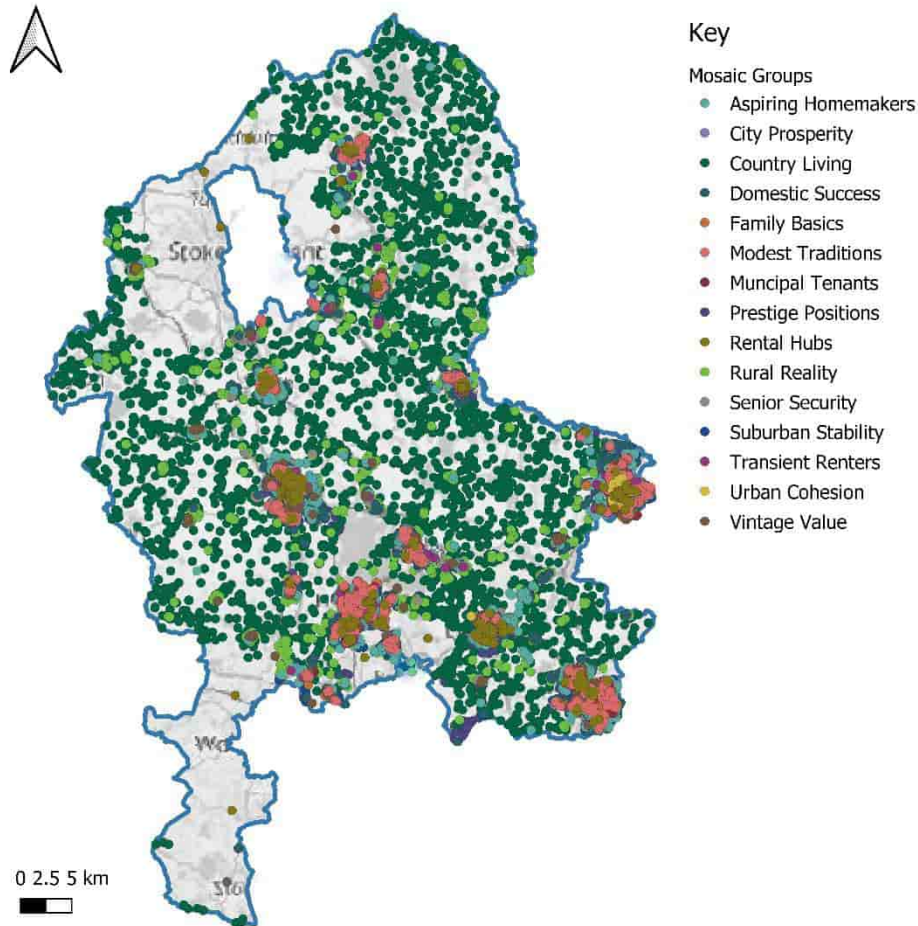 Key
Mosaic Groups
Aspiring Homemakers
City Prosperity
Country Living
Domestic Success
Family Basics
Modest Traditions
Muncipal Tenants
Prestige Positions
Rental Hubs
Rural Reality
Senior Security
Suburban Stability
Transient Renters
Urban Cohesion
Vintage Value
Stoke
0 2.5 5 km